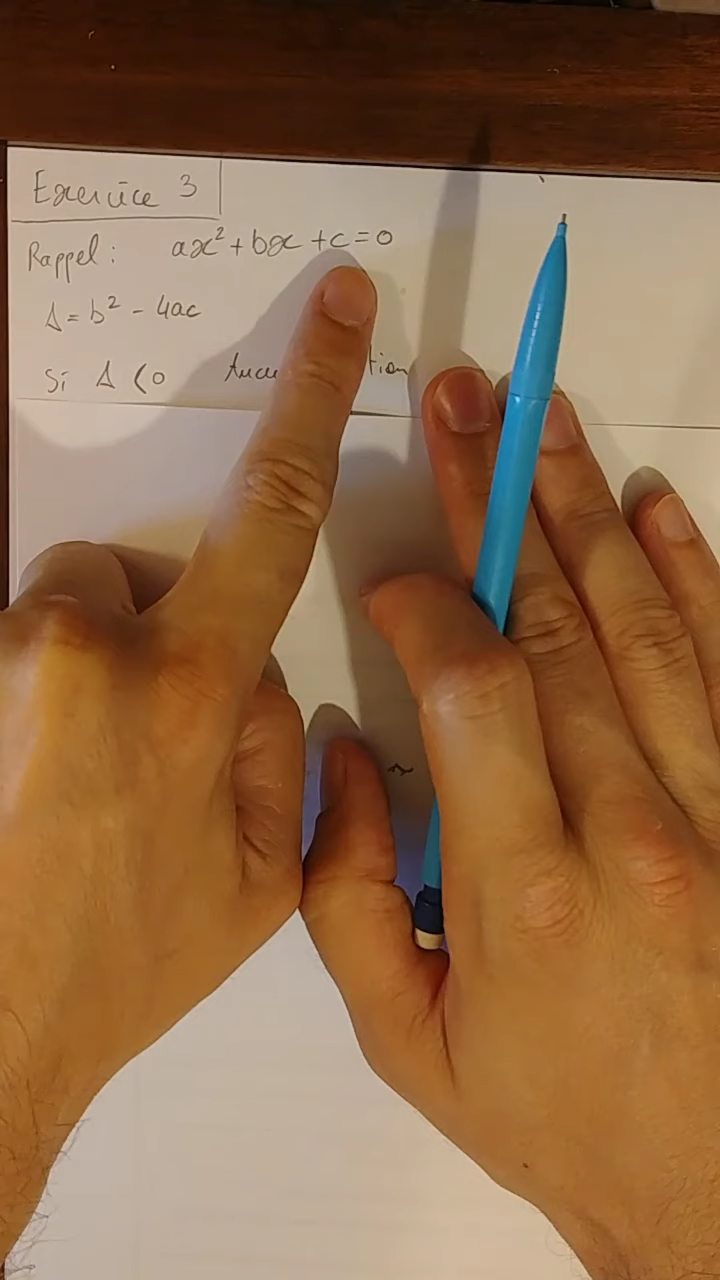 Exercice 3
Rappel : ax² + bx + c = 0
Δ = b² - 4ac
Si Δ < 0